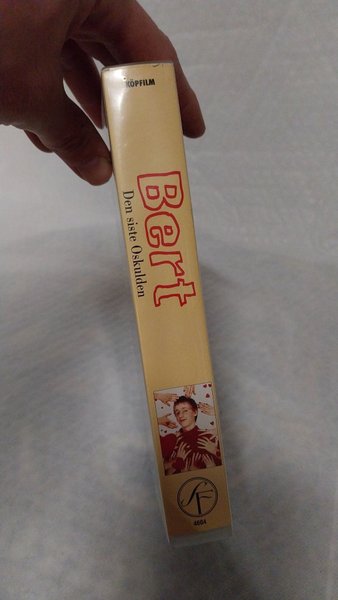 KÖPFILM
Bert
Den siste Oskulden
SF
4604